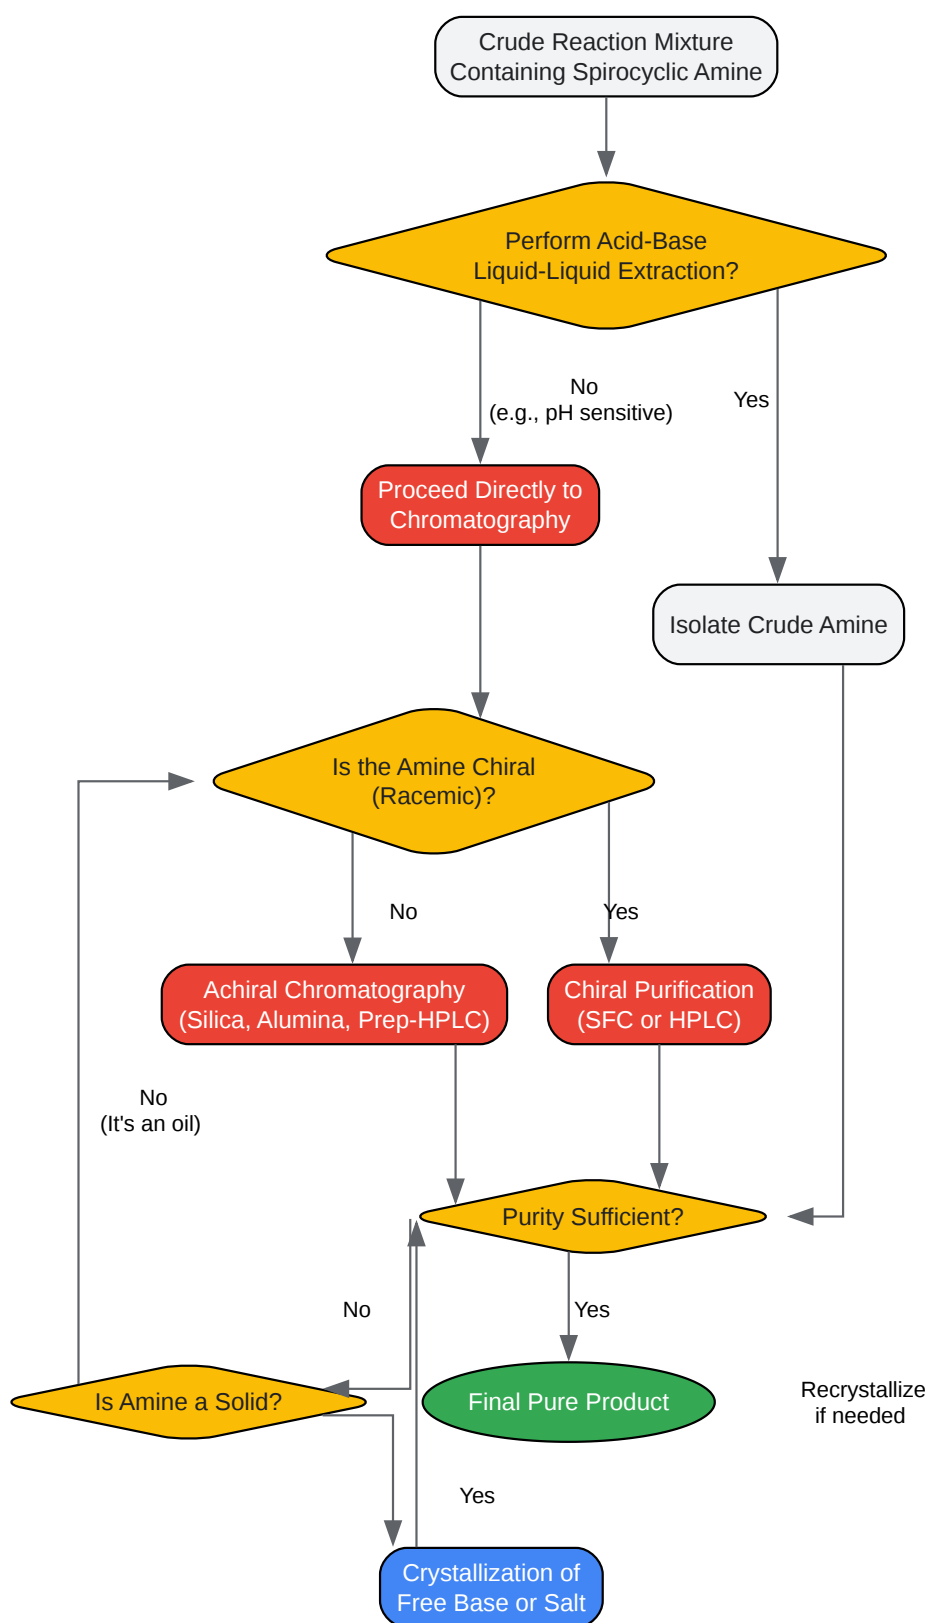 Crude Reaction Mixture
Containing Spirocyclic Amine
Perform Acid-Base
Liquid-Liquid Extraction?
No
(e.g., pH sensitive)
Yes
Proceed Directly to
Chromatography
Isolate Crude Amine
Is the Amine Chiral
(Racemic)?
No
Yes
Achiral Chromatography
(Silica, Alumina, Prep-HPLC)
Chiral Purification
(SFC or HPLC)
No
(It's an oil)
Purity Sufficient?
No
Yes
Is Amine a Solid?
Final Pure Product
Recrystallize
if needed
Yes
Crystallization of
Free Base or Salt